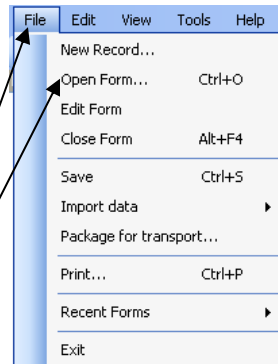 File Edit View Tools Help
New Record...
Open Form... Ctrl+O
Edit Form
Close Form Alt+F4
Save Ctrl+S
Import data
Package for transport...
Print... Ctrl+P
Recent Forms
Exit